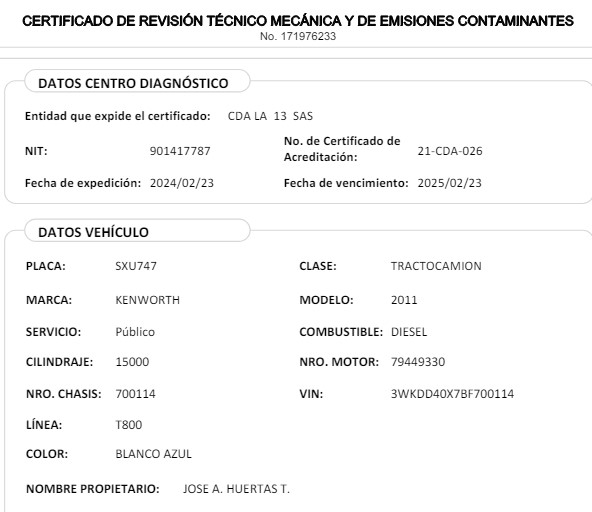 CERTIFICADO DE REVISIÓN TÉCNICO MECÁNICA Y DE EMISIONES CONTAMINANTES
No. 171976233
DATOS CENTRO DIAGNÓSTICO
Entidad que expide el certificado: CDA LA 13 SAS
NIT: 901417787 No. de Certificado de Acreditación: 21-CDA-026
Fecha de expedición: 2024/02/23 Fecha de vencimiento: 2025/02/23
DATOS VEHÍCULO
PLACA: SXU747 CLASE: TRACTOCAMION
MARCA: KENWORTH MODELO: 2011
SERVICIO: Público COMBUSTIBLE: DIESEL
CILINDRAJE: 15000 NRO. MOTOR: 79449330
NRO. CHASIS: 700114 VIN: 3WKDD40X7BF700114
LÍNEA: T800
COLOR: BLANCO AZUL
NOMBRE PROPIETARIO: JOSE A. HUERTAS T.